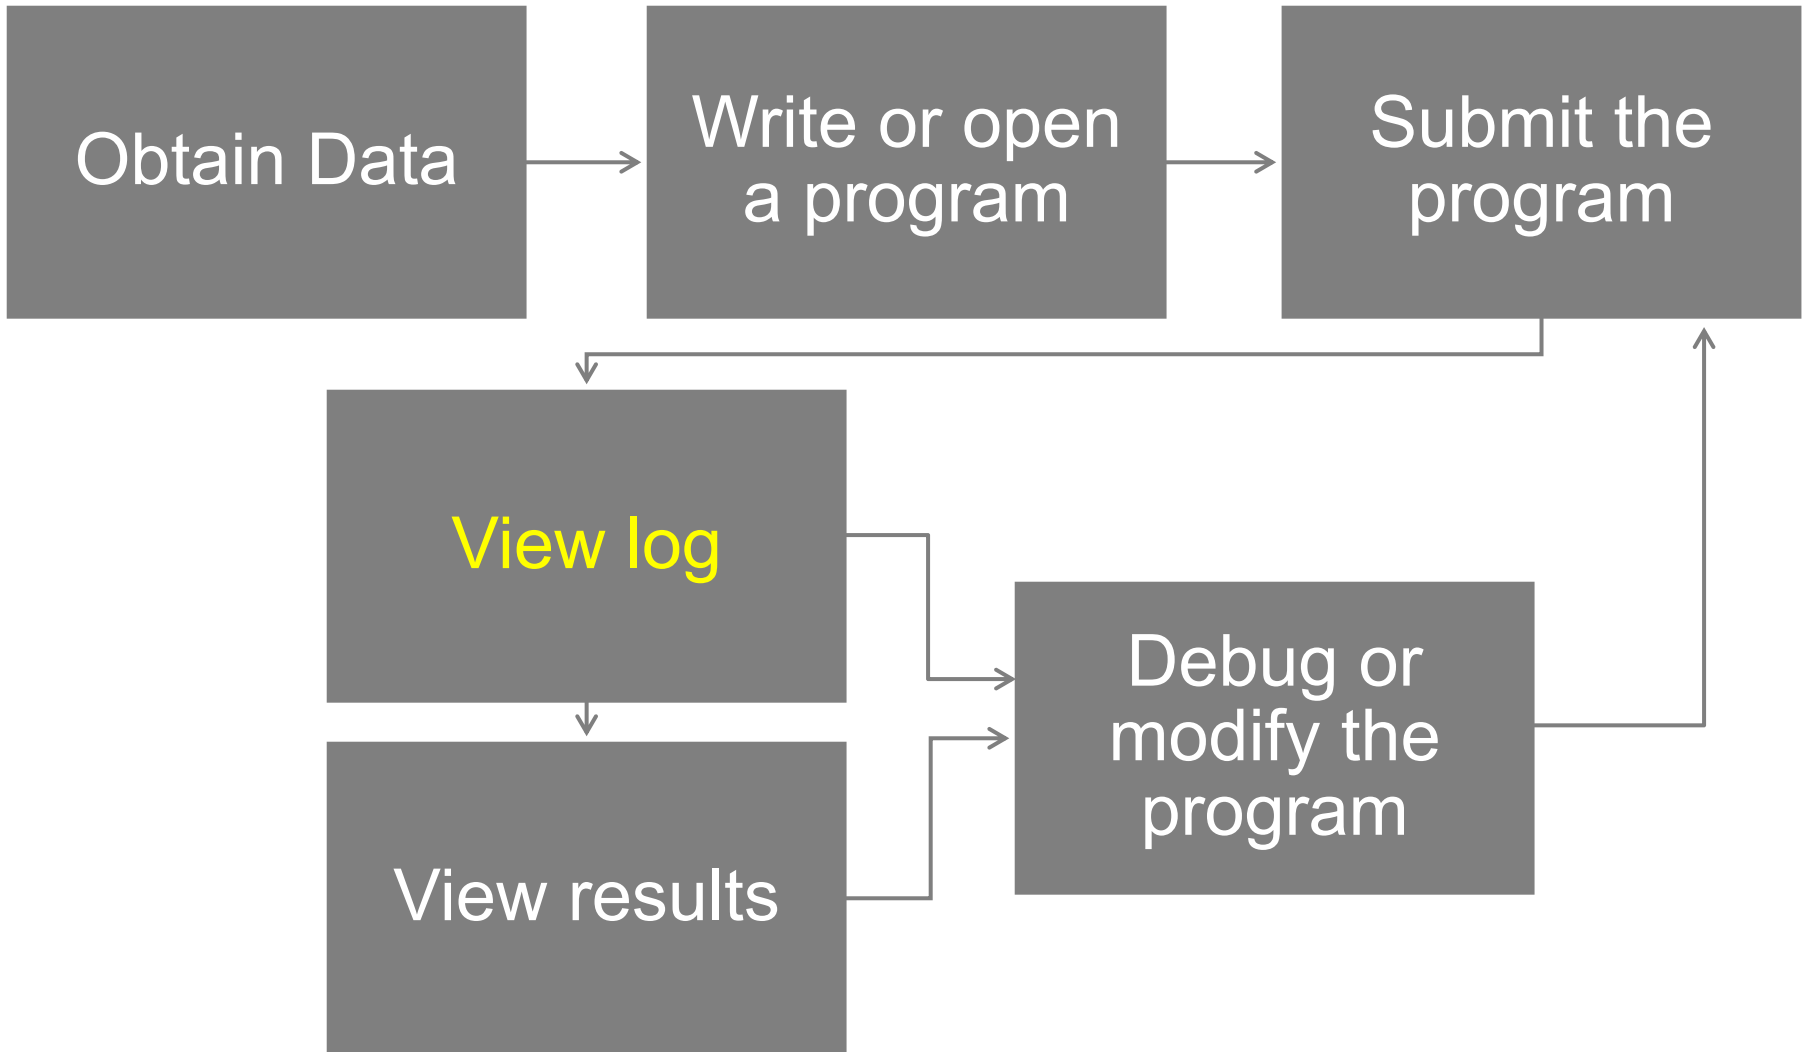 Obtain Data
Write or open
a program
Submit the
program
View log
Debug or
modify the
program
View results